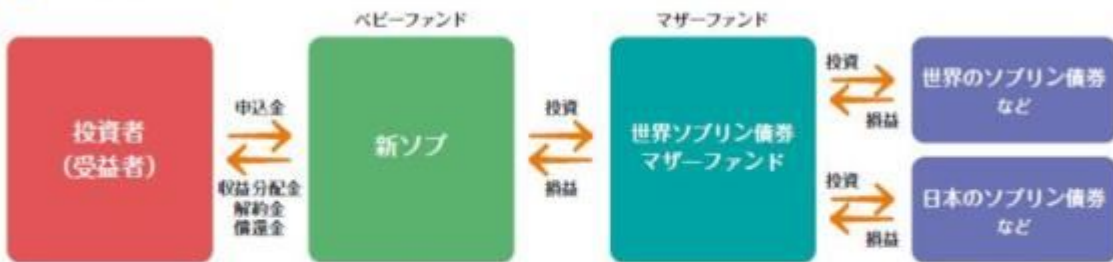 ベビーファンド
マザーファンド
投資者
(受益者)
申込金
収益分配金
解約金
償還金
新ソブ
投資
損益
世界ソブリン債券
マザーファンド
投資
損益
世界のソブリン債券
など
投資
損益
日本のソブリン債券
など